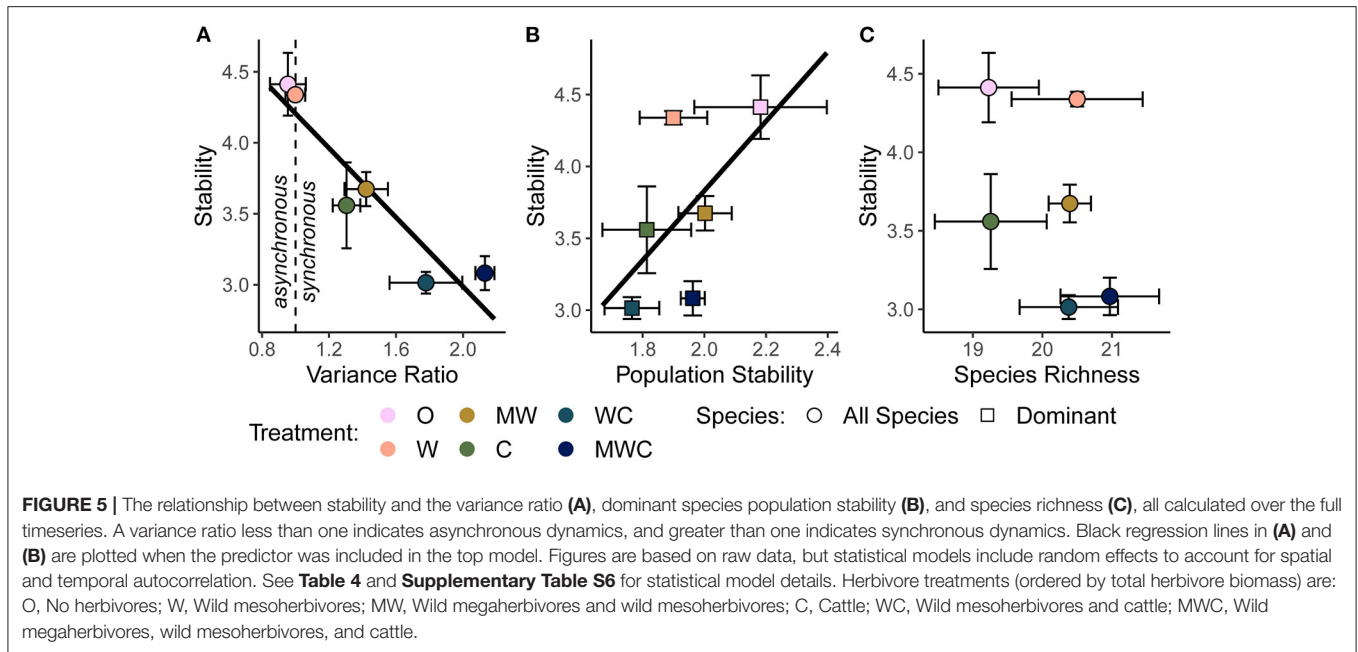 A
B
C
Stability
4.5
4.0
3.5
3.0
asynchronous
synchronous
0.8 1.2 1.6 2.0
Variance Ratio
Stability
4.5
4.0
3.5
3.0
1.8 2.0 2.2 2.4
Population Stability
Stability
4.5
4.0
3.5
3.0
19 20 21
Species Richness
Treatment:
O MW WC
W C MWC
Species: All Species Dominant
FIGURE 5 | The relationship between stability and the variance ratio (A), dominant species population stability (B), and species richness (C), all calculated over the full
timeseries. A variance ratio less than one indicates asynchronous dynamics, and greater than one indicates synchronous dynamics. Black regression lines in (A) and
(B) are plotted when the predictor was included in the top model. Figures are based on raw data, but statistical models include random effects to account for spatial
and temporal autocorrelation. See Table 4 and Supplementary Table S6 for statistical model details. Herbivore treatments (ordered by total herbivore biomass) are:
O, No herbivores; W, Wild mesoherbivores; MW, Wild megaherbivores and wild mesoherbivores; C, Cattle; WC, Wild mesoherbivores and cattle; MWC, Wild
megaherbivores, wild mesoherbivores, and cattle.